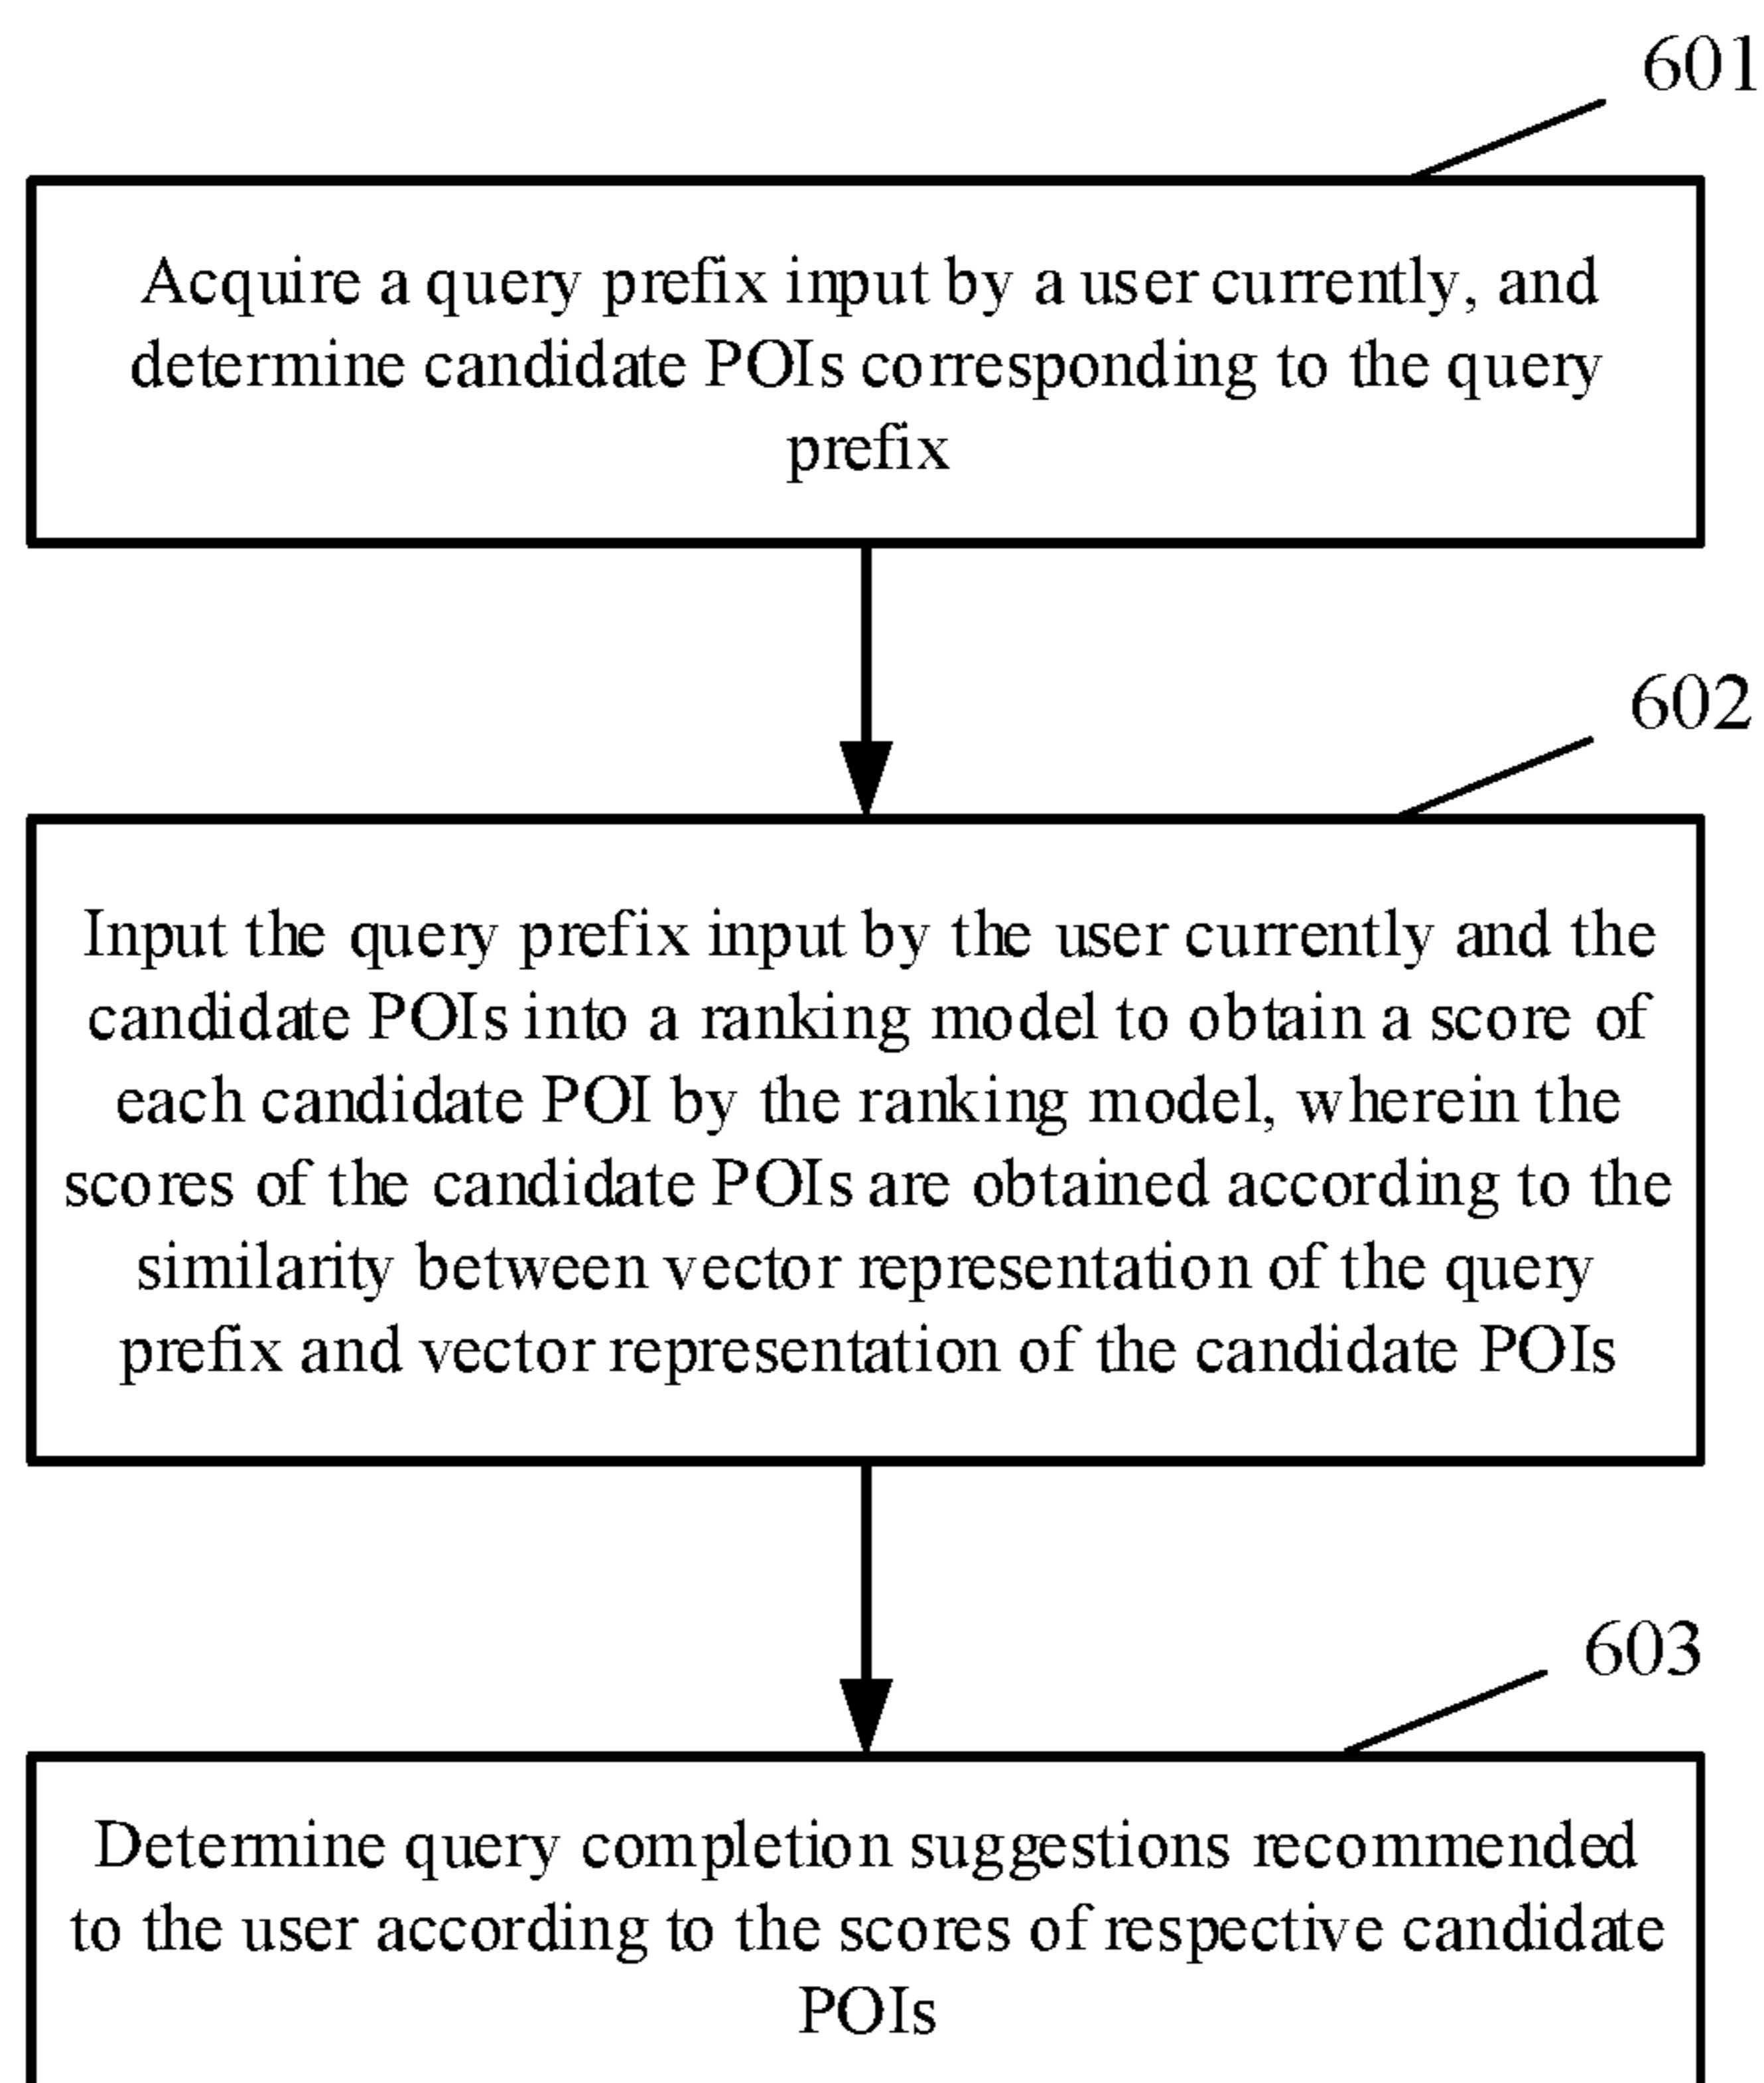 601
Acquire a query prefix input by a user currently, and
determine candidate POIs corresponding to the query
prefix
602
Input the query prefix input by the user currently and the
candidate POIs into a ranking model to obtain a score of
each candidate POI by the ranking model, wherein the
scores of the candidate POIs are obtained according to the
similarity between vector representation of the query
prefix and vector representation of the candidate POIs
603
Determine query completion suggestions recommended
to the user according to the scores of respective candidate
POIs